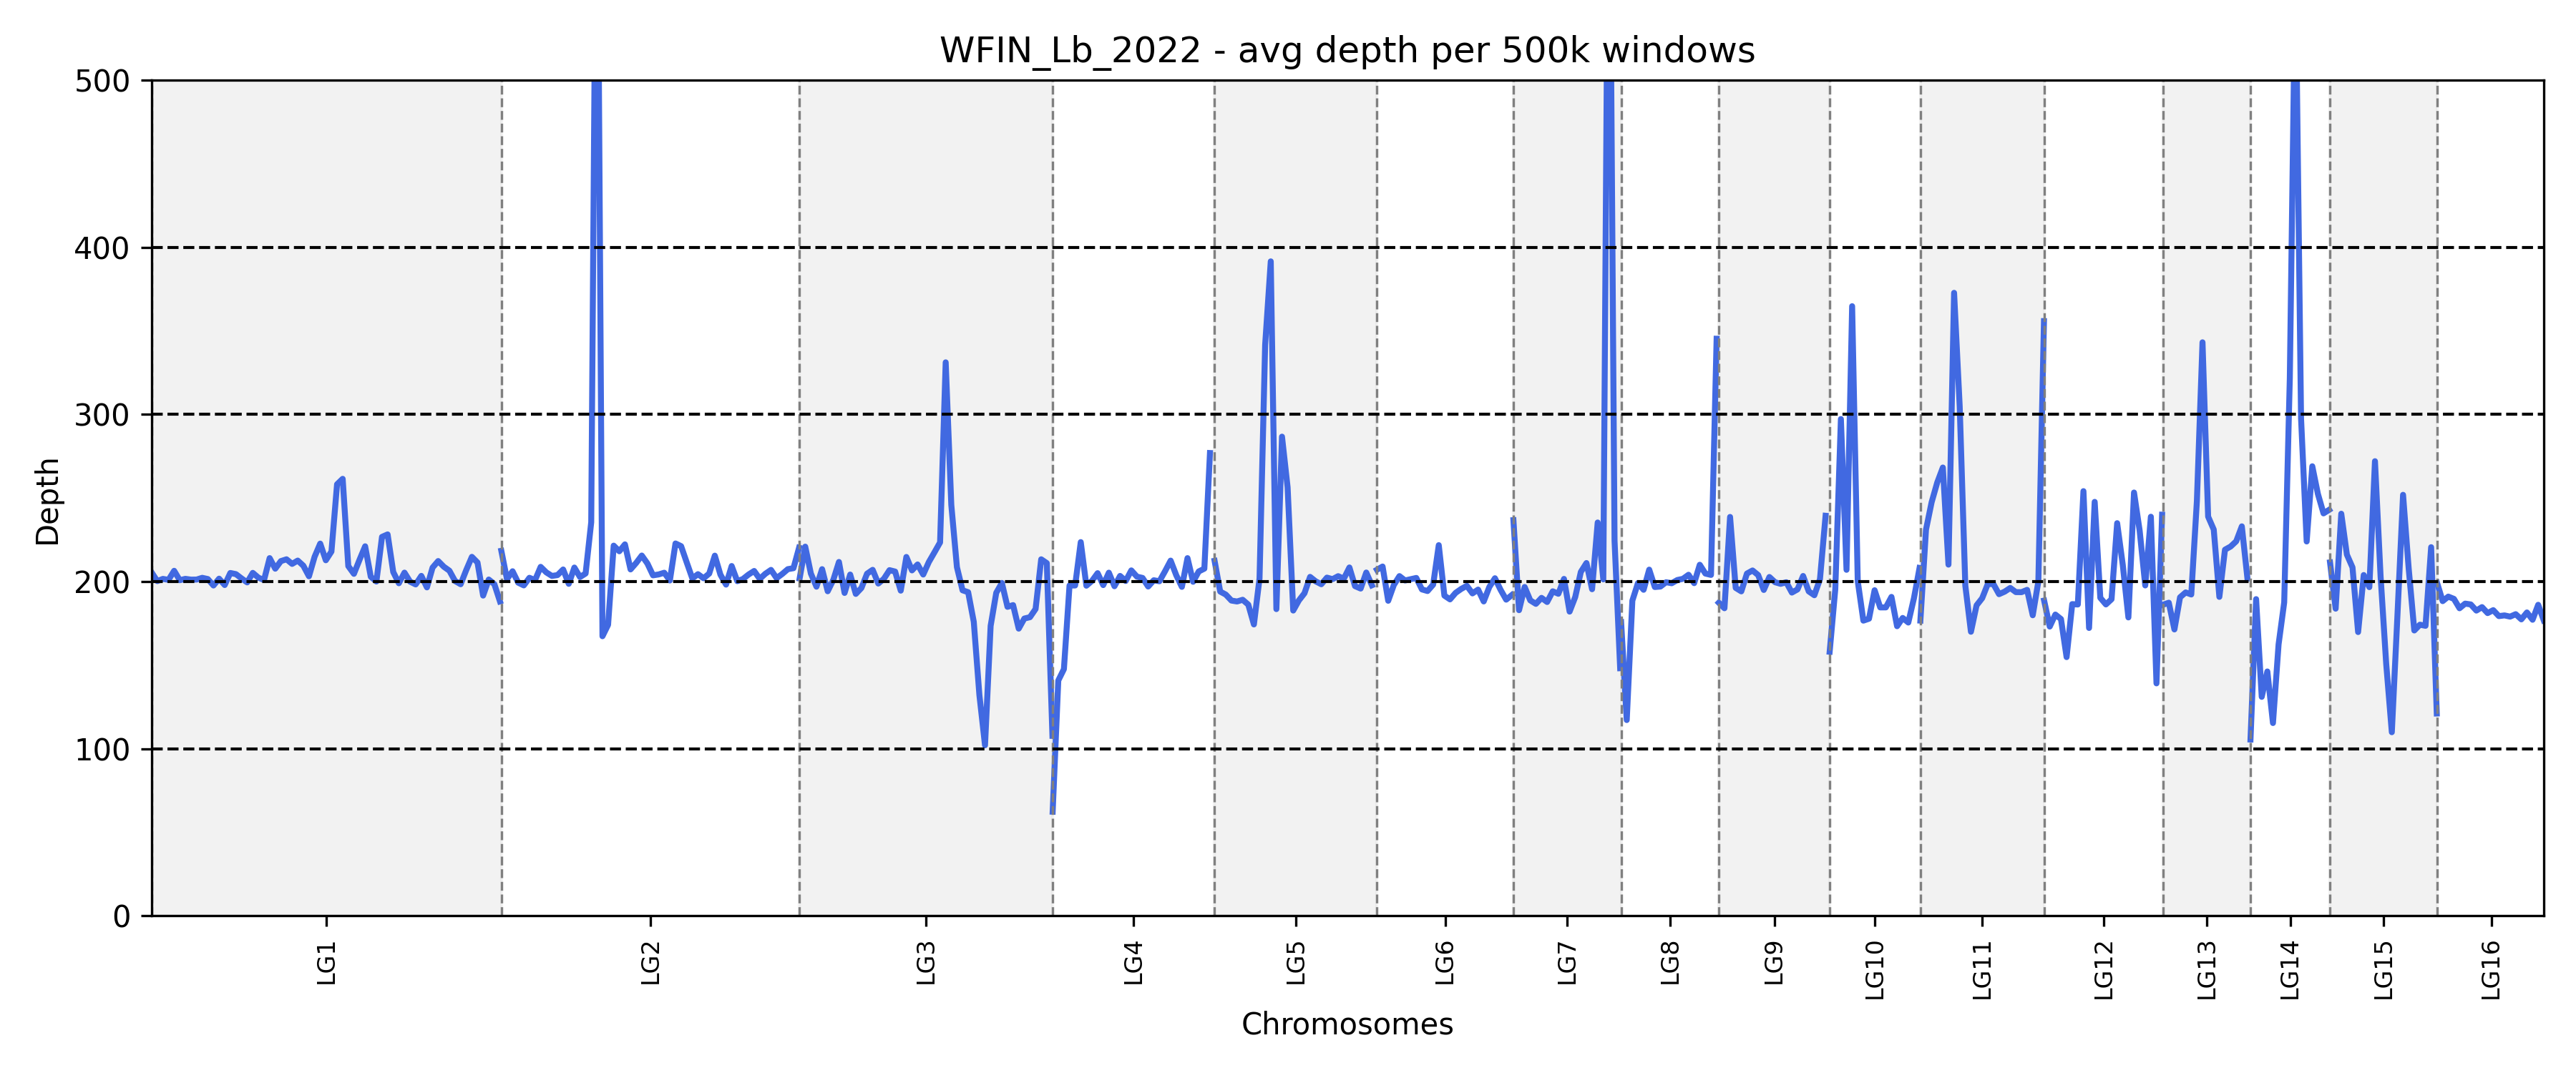 WFIN_Lb_2022 - avg depth per 500k windows
500
400
300
200
100
0
Depth
LG1
LG2
LG3
LG4
LG5
LG6
LG7
LG8
LG9
LG10
LG11
LG12
LG13
LG14
LG15
LG16
Chromosomes